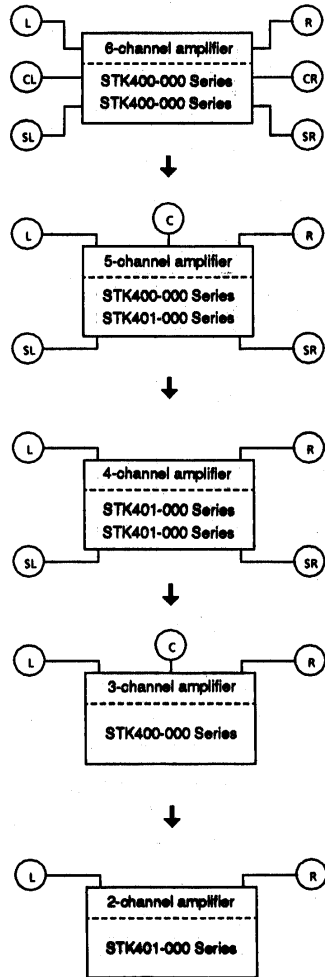 L
R
6-channel amplifier
CL
STK400-000 Series
CR
STK400-000 Series
SL
SR
C
L
R
5-channel amplifier
STK400-000 Series
STK401-000 Series
SL
SR
L
R
4-channel amplifier
STK401-000 Series
STK401-000 Series
SL
SR
C
L
R
3-channel amplifier
STK400-000 Series
L
R
2-channel amplifier
STK401-000 Series